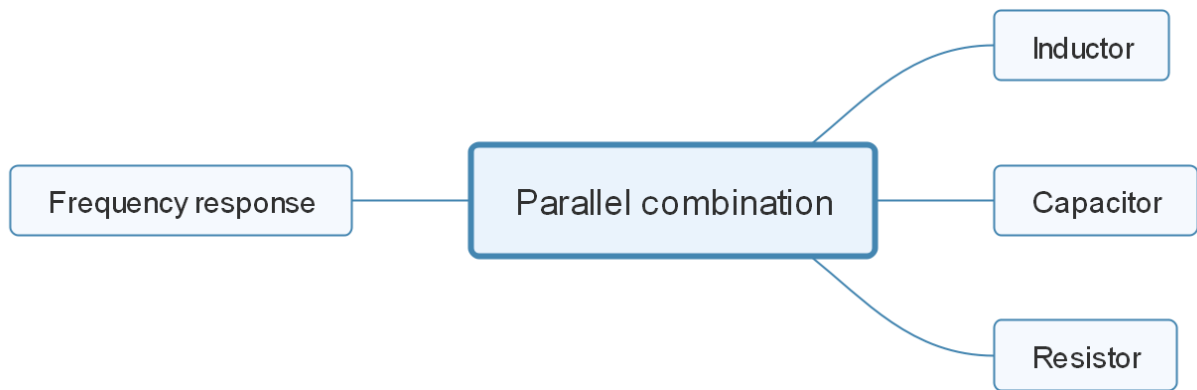 Inductor
Frequency response
Parallel combination
Capacitor
Resistor